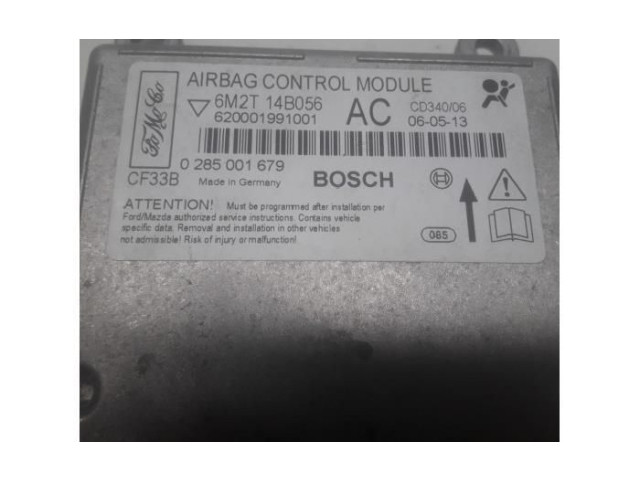 AIRBAG CONTROL MODULE
FoMoCo
6M2T 14B056 AC CD340/06
620001991001 06-05-13
0 285 001 679
CF33B Made in Germany BOSCH
ATTENTION! Must be programmed after installation per
Ford/Mazda authorized service instructions. Contains vehicle
specific data. Removal and installation in other vehicles
not admissible! Risk of injury or malfunction!
085